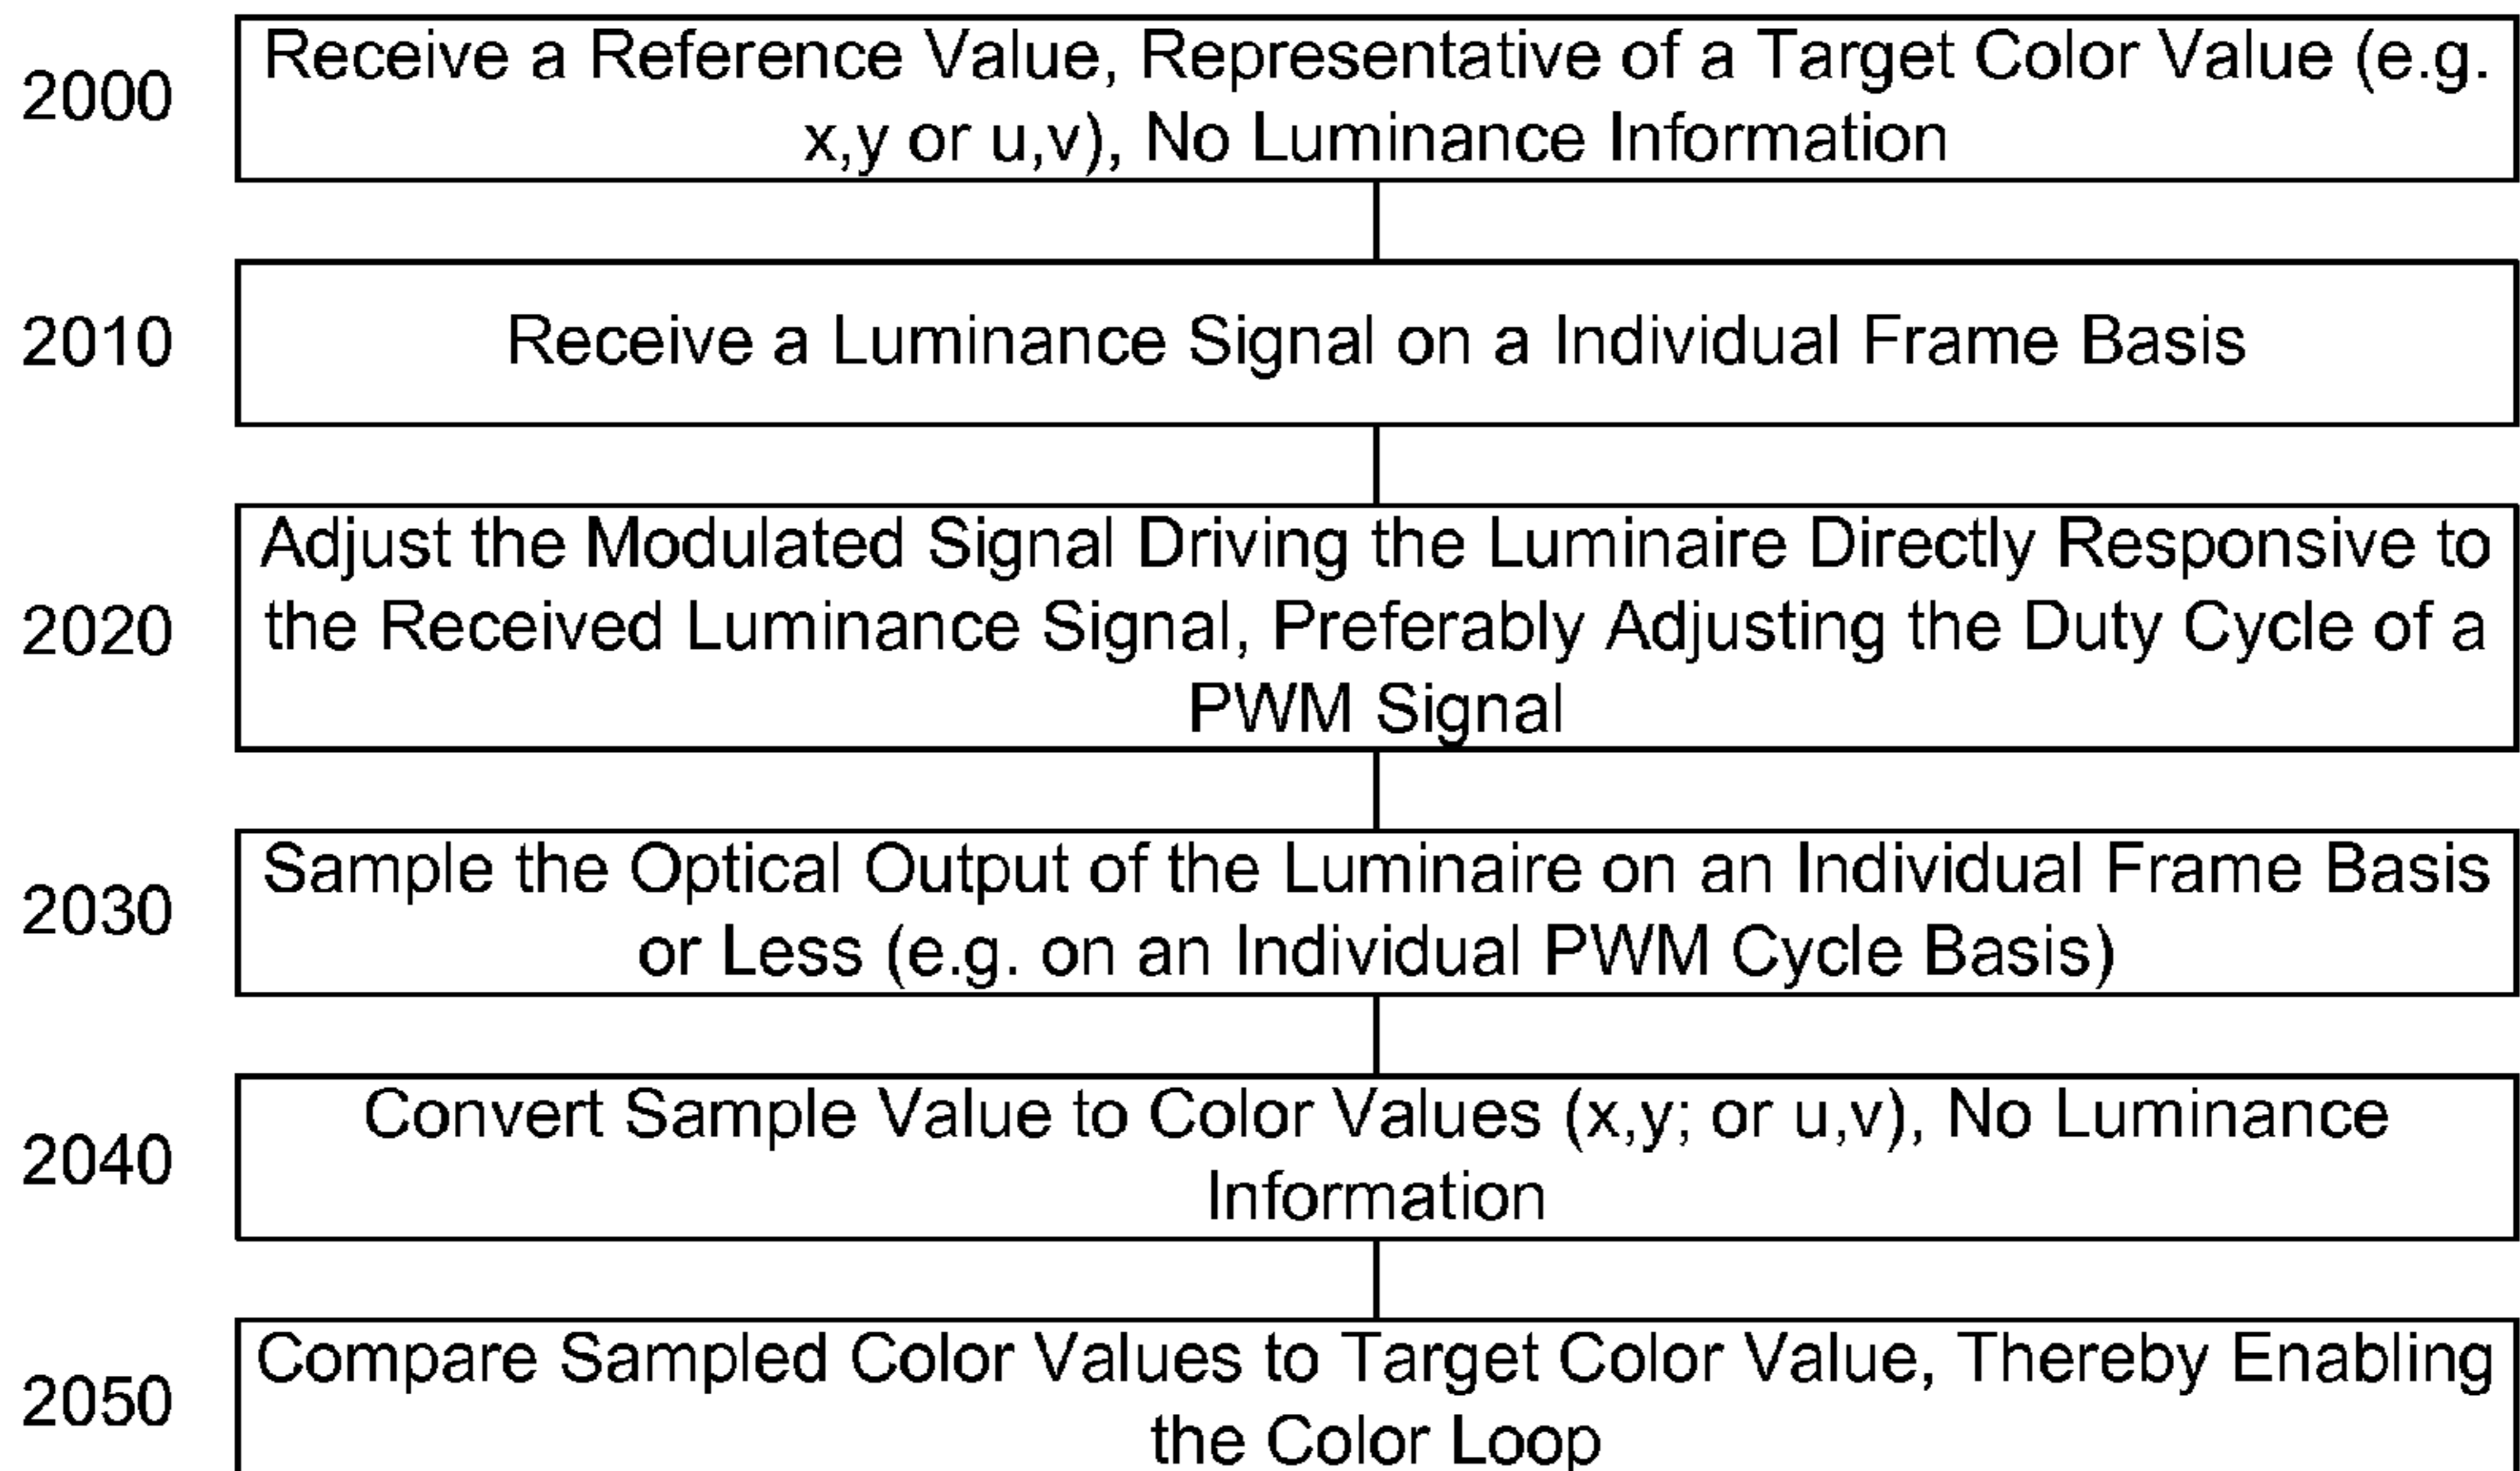 2000
Receive a Reference Value, Representative of a Target Color Value (e.g.
x,y or u,v), No Luminance Information
2010
Receive a Luminance Signal on a Individual Frame Basis
2020
Adjust the Modulated Signal Driving the Luminaire Directly Responsive to
the Received Luminance Signal, Preferably Adjusting the Duty Cycle of a
PWM Signal
2030
Sample the Optical Output of the Luminaire on an Individual Frame Basis
or Less (e.g. on an Individual PWM Cycle Basis)
2040
Convert Sample Value to Color Values (x,y; or u,v), No Luminance
Information
2050
Compare Sampled Color Values to Target Color Value, Thereby Enabling
the Color Loop